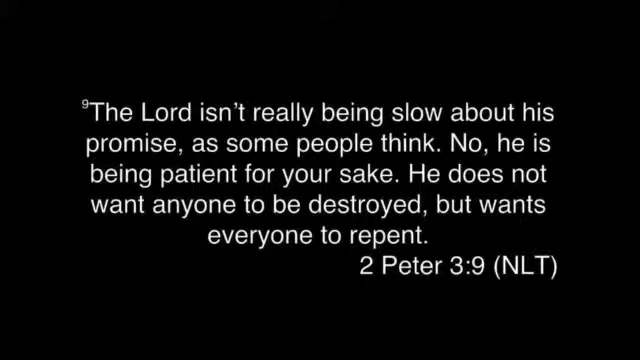 ⁹The Lord isn’t really being slow about his
promise, as some people think. No, he is
being patient for your sake. He does not
want anyone to be destroyed, but wants
everyone to repent.
2 Peter 3:9 (NLT)